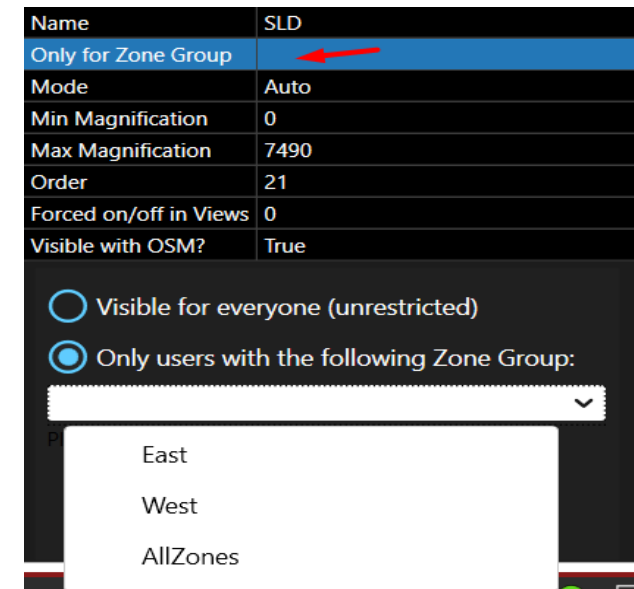 Name SLD
Only for Zone Group
Mode Auto
Min Magnification 0
Max Magnification 7490
Order 21
Forced on/off in Views 0
Visible with OSM? True
Visible for everyone (unrestricted)
Only users with the following Zone Group:
East
West
AllZones